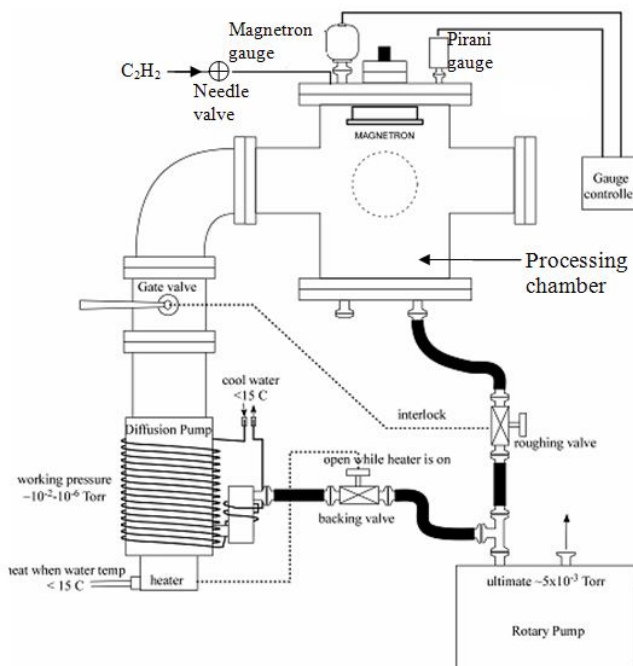 Magnetron
gauge
Pirani
gauge
C2H2
Needle
valve
MAGNETRON
Gauge
controlle
Processing
chamber
Gate valve
cool water
<15 C
interlock
roughing valve
Diffusion Pump
open while heater is on
working pressure
~10⁻²-10⁻⁶ Torr
backing valve
heat when water temp
< 15 C
heater
ultimate ~5x10⁻³ Torr
Rotary Pump